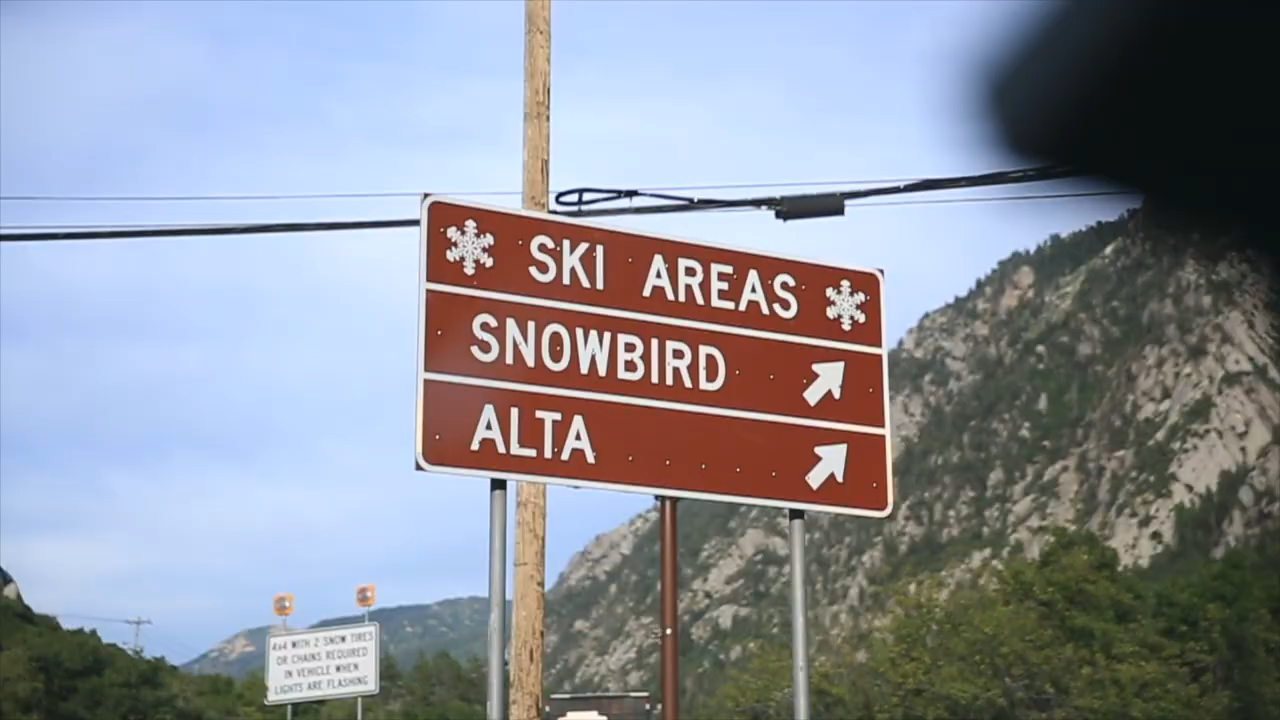 SKI AREAS
SNOWBIRD
ALTA
4x4 WITH 2 SNOW TIRES
OR CHAINS REQUIRED
IN VEHICLE WHEN
LIGHTS ARE FLASHING